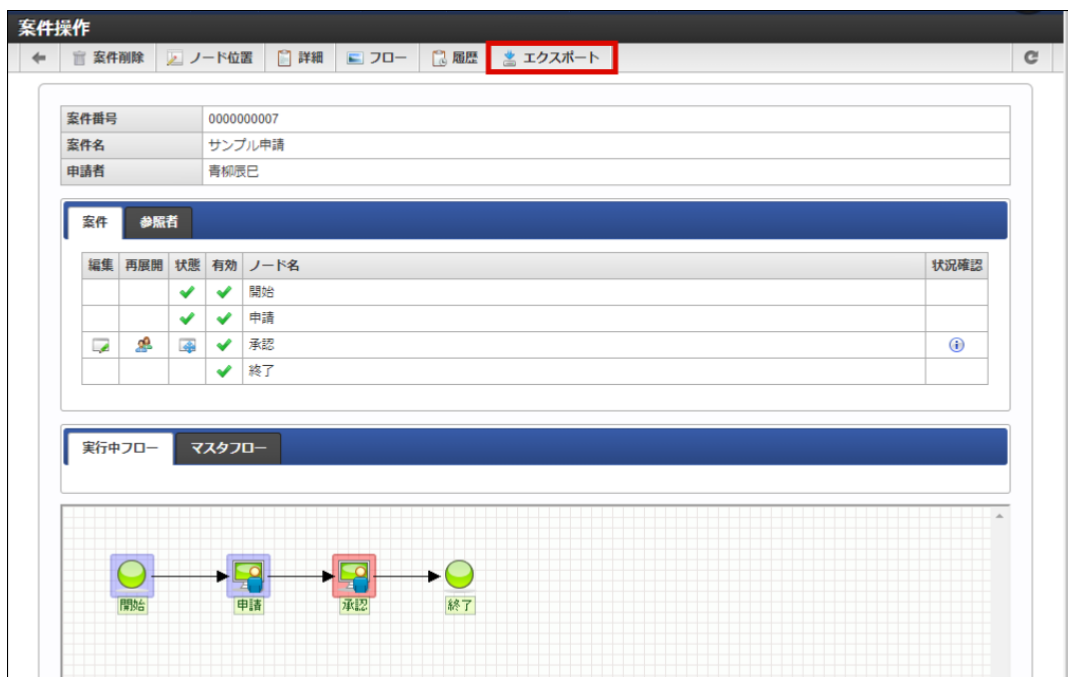 案件操作
案件削除 ノード位置 詳細 フロー 履歴 エクスポート
案件番号 0000000007
案件名 サンプル申請
申請者 青柳辰巳
案件 参照者
編集 再展開 状態 有効 ノード名 状況確認
開始
申請
承認
終了
実行中フロー マスタフロー
開始 申請 承認 終了